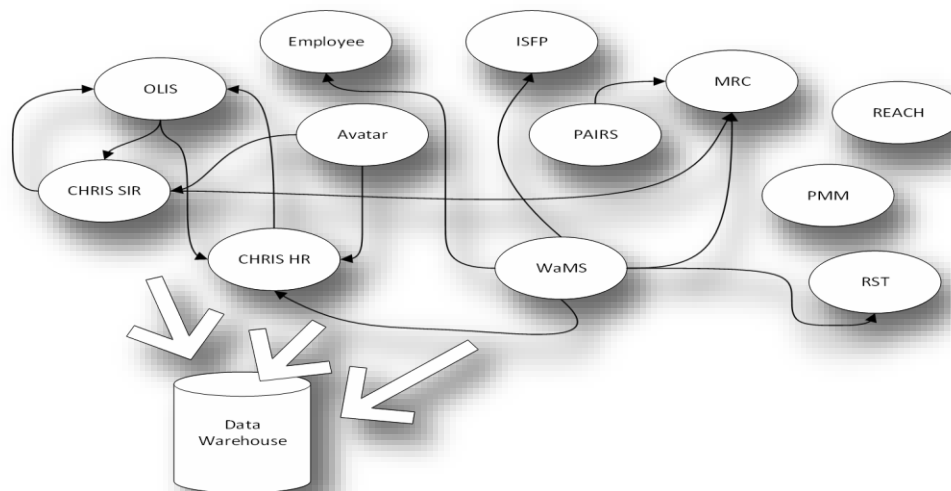 Employee
ISFP
MRC
OLIS
REACH
Avatar
PAIRS
CHRIS SIR
PMM
CHRIS HR
WaMS
RST
Data
Warehouse